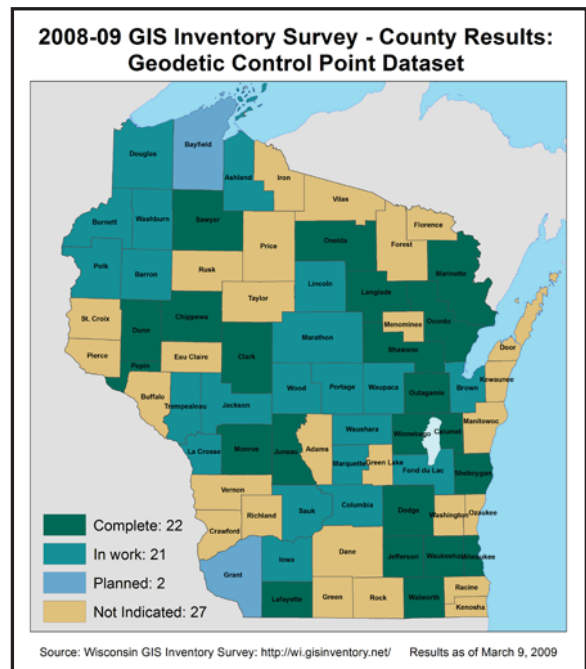 2008-09 GIS Inventory Survey - County Results:
Geodetic Control Point Dataset
Bayfield
Douglas
Ashland
Iron
Vilas
Burnett
Washburn
Sawyer
Florence
Oneida
Forest
Price
Marinette
Polk
Barron
Rusk
Lincoln
Langlade
Taylor
St. Croix
Chippewa
Menominee
Oconto
Dunn
Marathon
Pierce
Eau Claire
Clark
Shawano
Door
Pepin
Kewaunee
Buffalo
Trempealeau
Jackson
Wood
Portage
Waupaca
Outagamie
Brown
Waushara
Winnebago
Calumet
Manitowoc
La Crosse
Monroe
Juneau
Adams
Marquette
Green Lake
Fond du Lac
Sheboygan
Vernon
Richland
Sauk
Columbia
Dodge
Washington
Ozaukee
Crawford
Dane
Jefferson
Waukesha
Milwaukee
Grant
Iowa
Lafayette
Green
Rock
Walworth
Racine
Kenosha
Complete: 22
In work: 21
Planned: 2
Not Indicated: 27
Source: Wisconsin GIS Inventory Survey: http://wi.gisinventory.net/ Results as of March 9, 2009